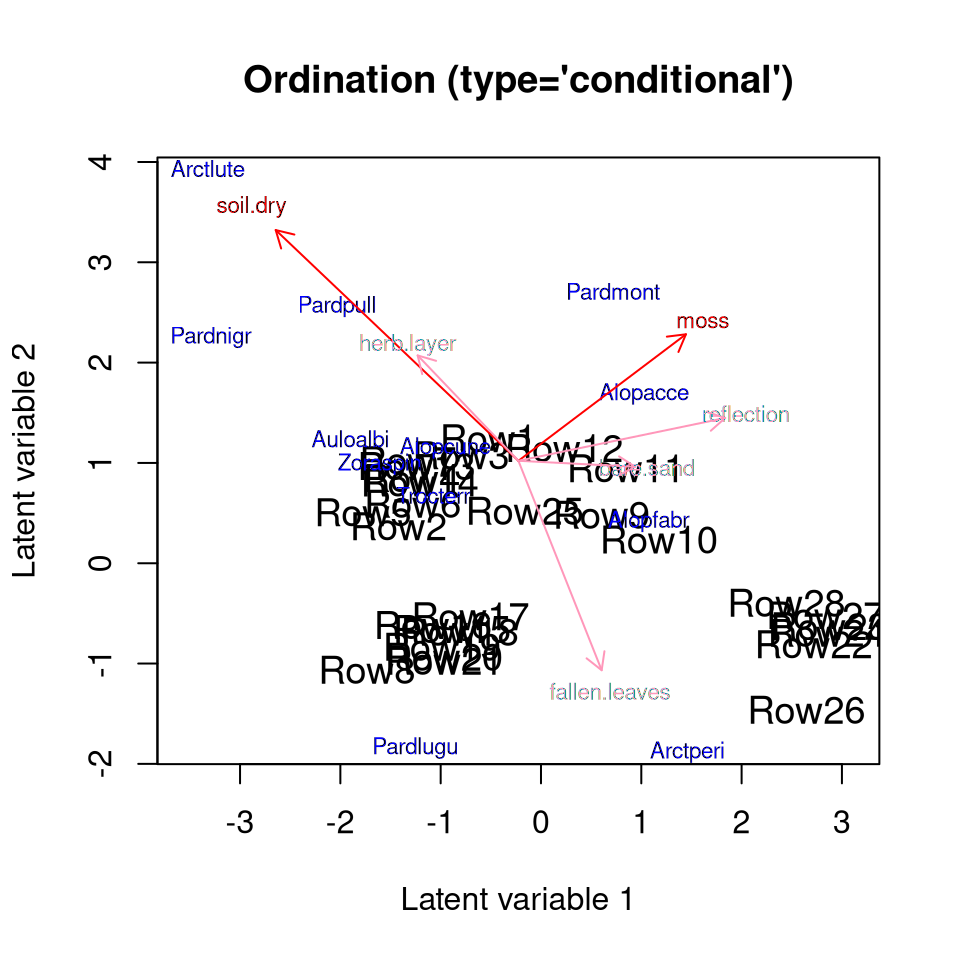 Ordination (type='conditional')
4
Arctlute
soil.dry
3
Pardmont
Pardpull
moss
Pardnigr
herb.layer
2
Alopacce
reflection
Auloalbi
Alopcune
Row1
Row12
1
Zoraspin
Row3
Row11
bare.sand
Trocterr
Row6
Row5
Row25
Row9
Alopfabr
Row2
Row10
0
Row28
Row17
Row22
-1
Row8
Row21
fallen.leaves
Row26
Pardlugu
Arctperi
-2
-3 -2 -1 0 1 2 3
Latent variable 1
Latent variable 2